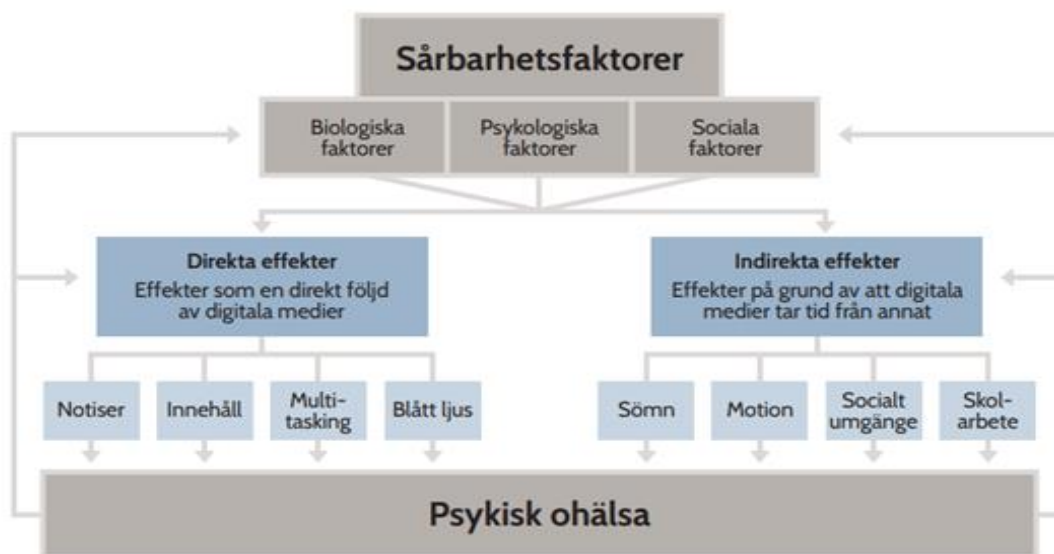 Sårbarhetsfaktorer
Biologiska
faktorer
Psykologiska
faktorer
Sociala
faktorer
Direkta effekter
Effekter som en direkt följd
av digitala medier
Indirekta effekter
Effekter på grund av att digitala
medier tar tid från annat
Notiser
Innehåll
Multi-
tasking
Blått ljus
Sömn
Motion
Socialt
umgänge
Skol-
arbete
Psykisk ohälsa